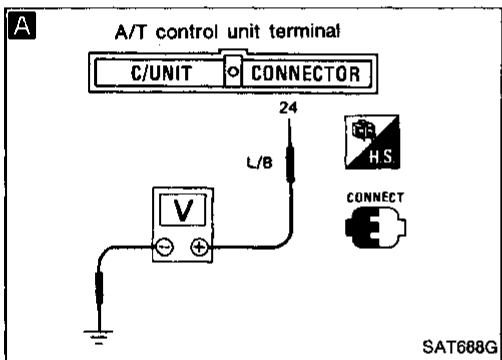 A
A/T control unit terminal
C/UNIT CONNECTOR
24
L/B
H.S.
CONNECT
V
SAT688G